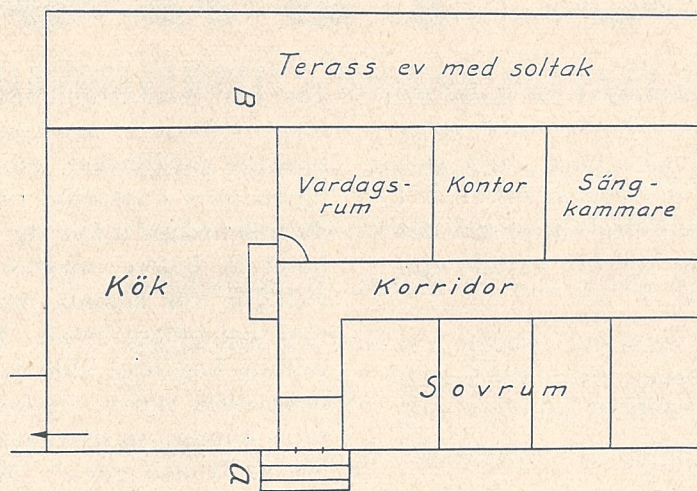 Terass ev med soltak
B
Vardags-
rum
Kontor
Säng-
kammare
Kök
Korridor
Sovrum
a